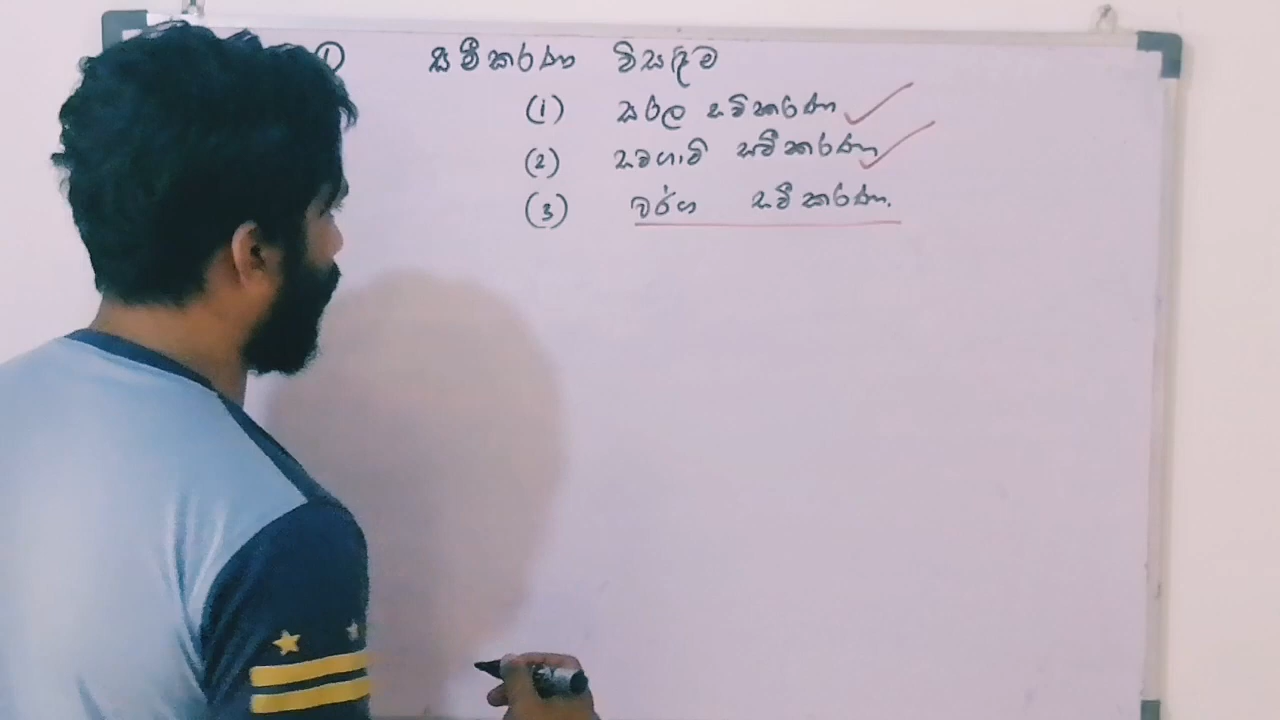 ① සමීකරණ විසඳුම
(1) සරල සමීකරණ
(2) සමගාමී සමීකරණ
(3) වර්ග සමීකරණ.